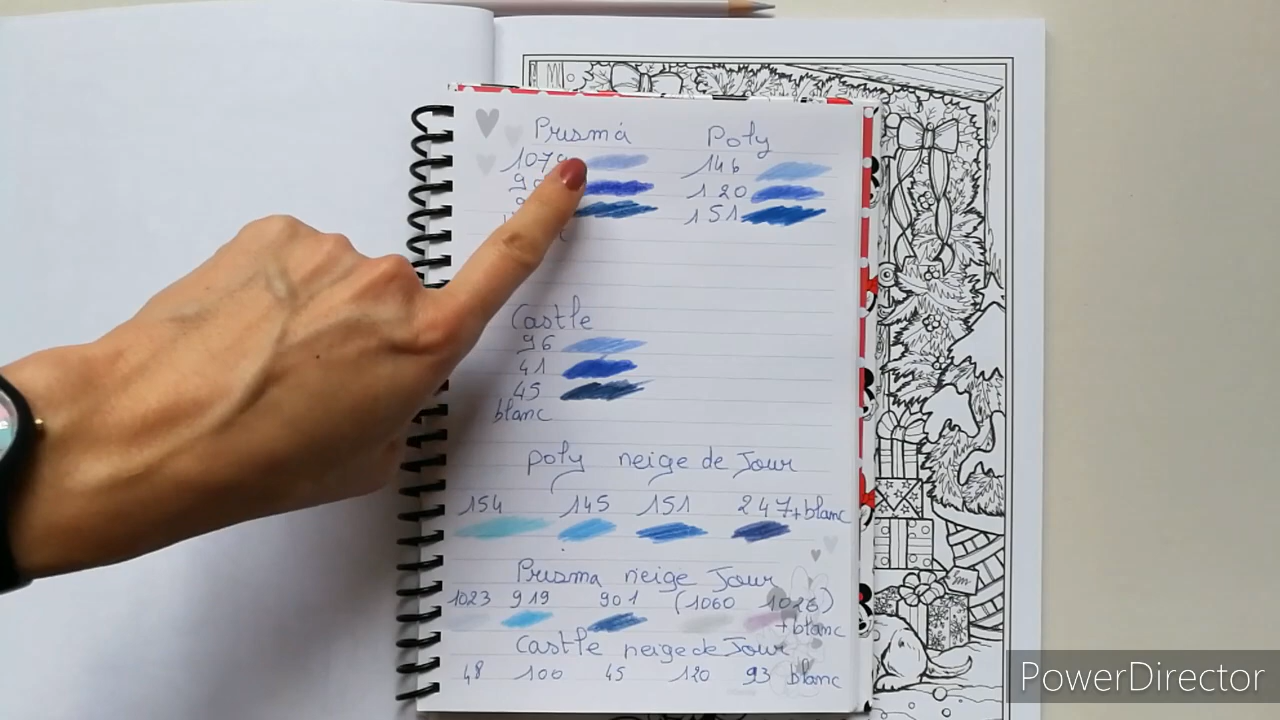 Prisma Poly
146
120
151
Castle
96
41
45
blanc
poly neige de Jour
154 145 151 247+blanc
Prisma neige Jour
1023 919 901 (1060 1026)
+blanc
Castle neige de Jour
48 100 45 120 93 blanc
PowerDirector